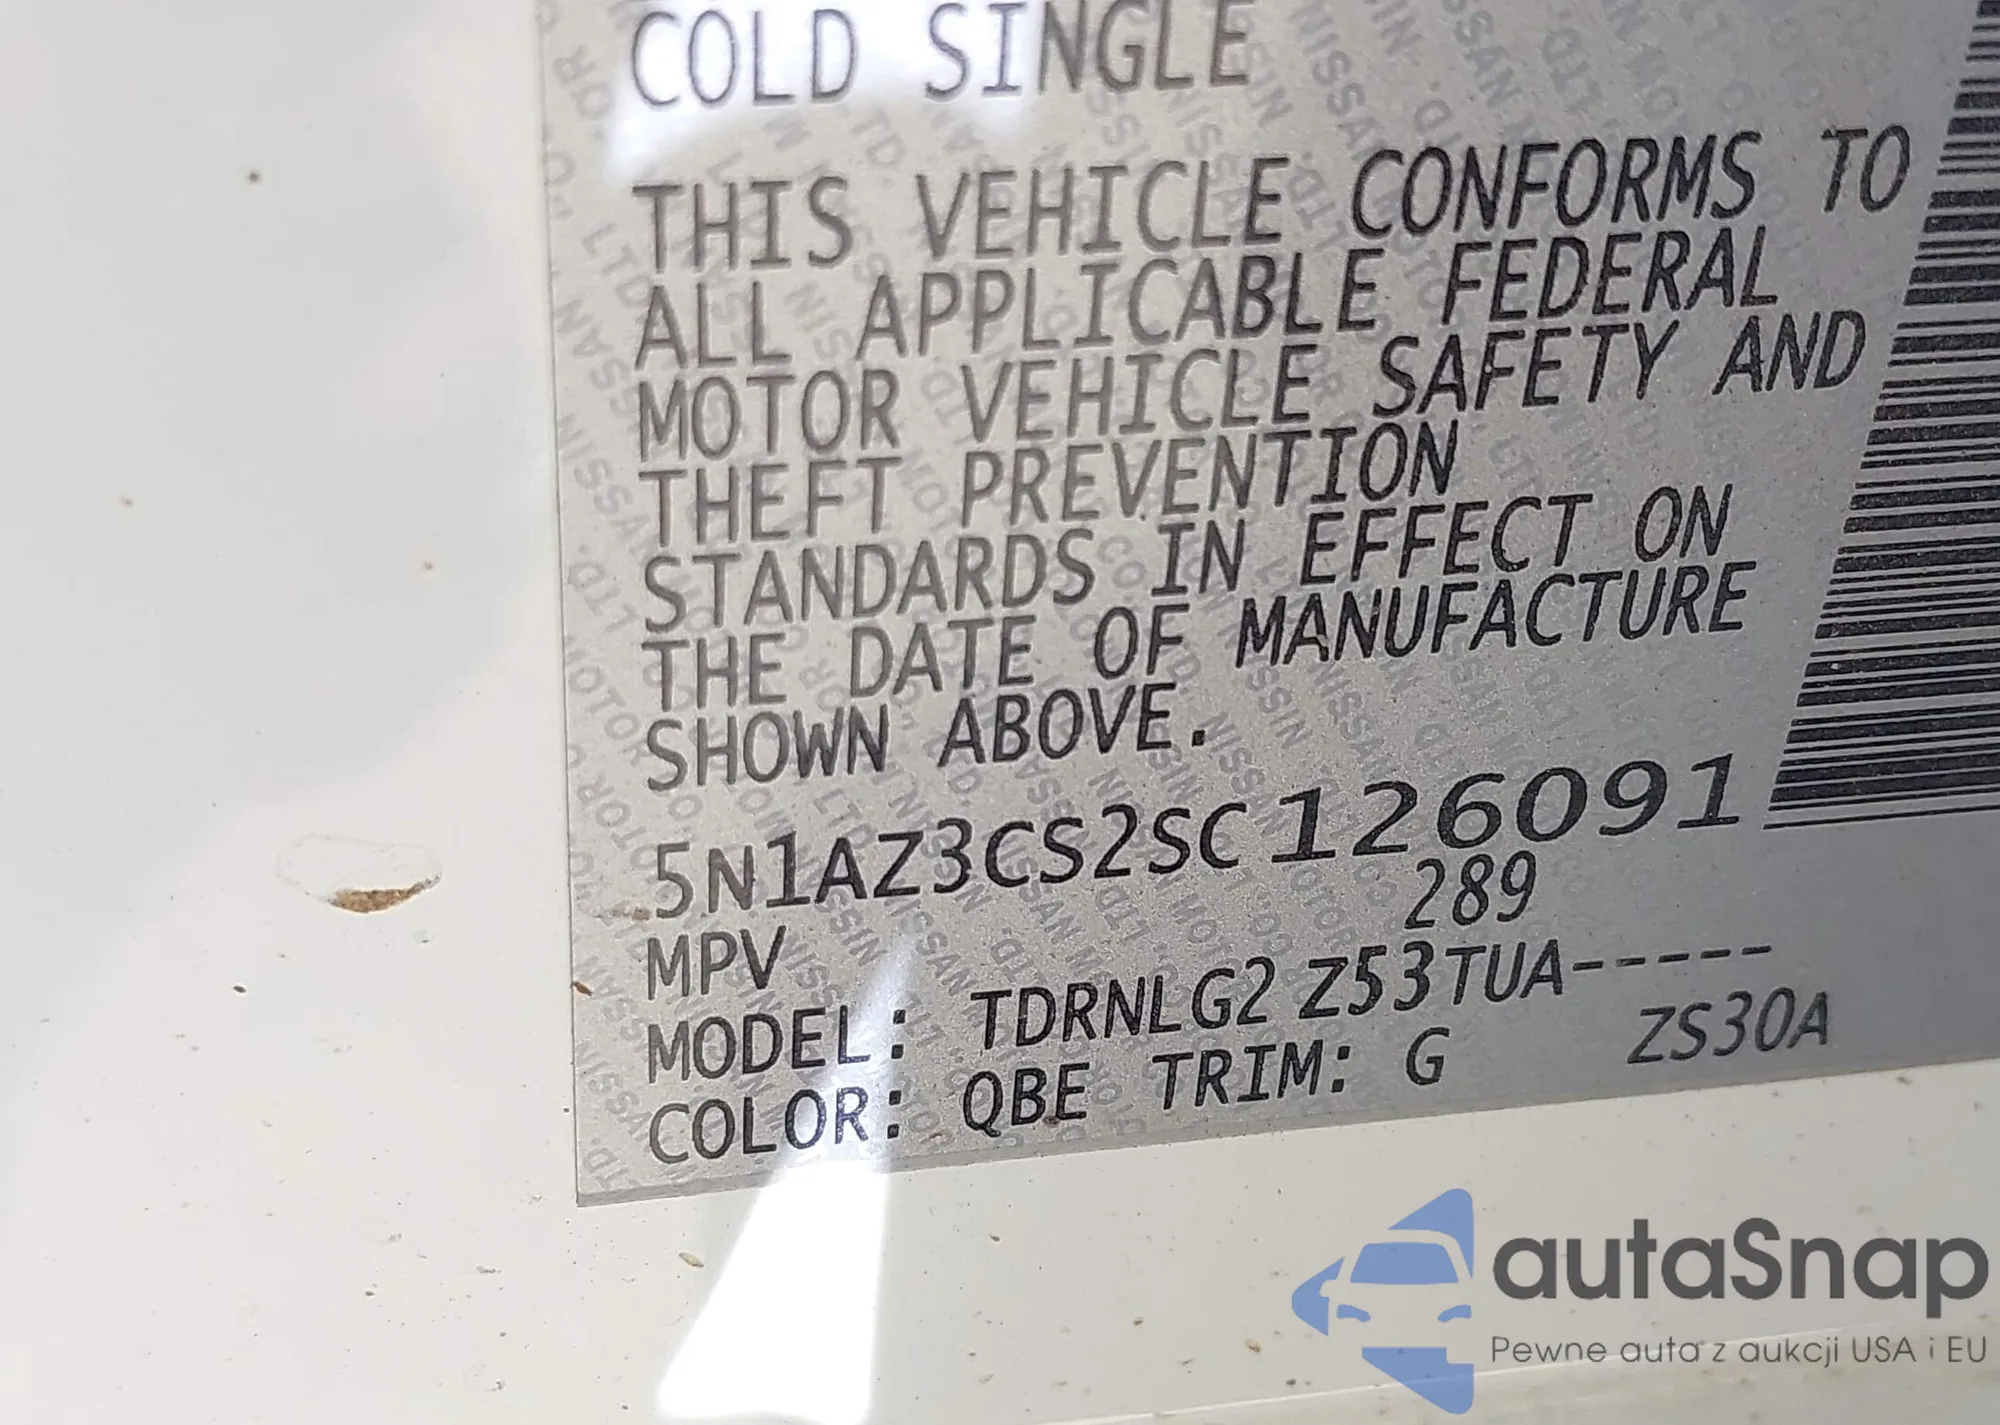 COLD SINGLE
THIS VEHICLE CONFORMS TO
ALL APPLICABLE FEDERAL
MOTOR VEHICLE SAFETY AND
THEFT PREVENTION
STANDARDS IN EFFECT ON
THE DATE OF MANUFACTURE
SHOWN ABOVE.
5N1AZ3CS2SC126091
289
MPV
MODEL: TDRNLG2 Z53TUA-----
COLOR: QBE TRIM: G ZS30A
autaSnap
Pewne auta z aukcji USA i EU